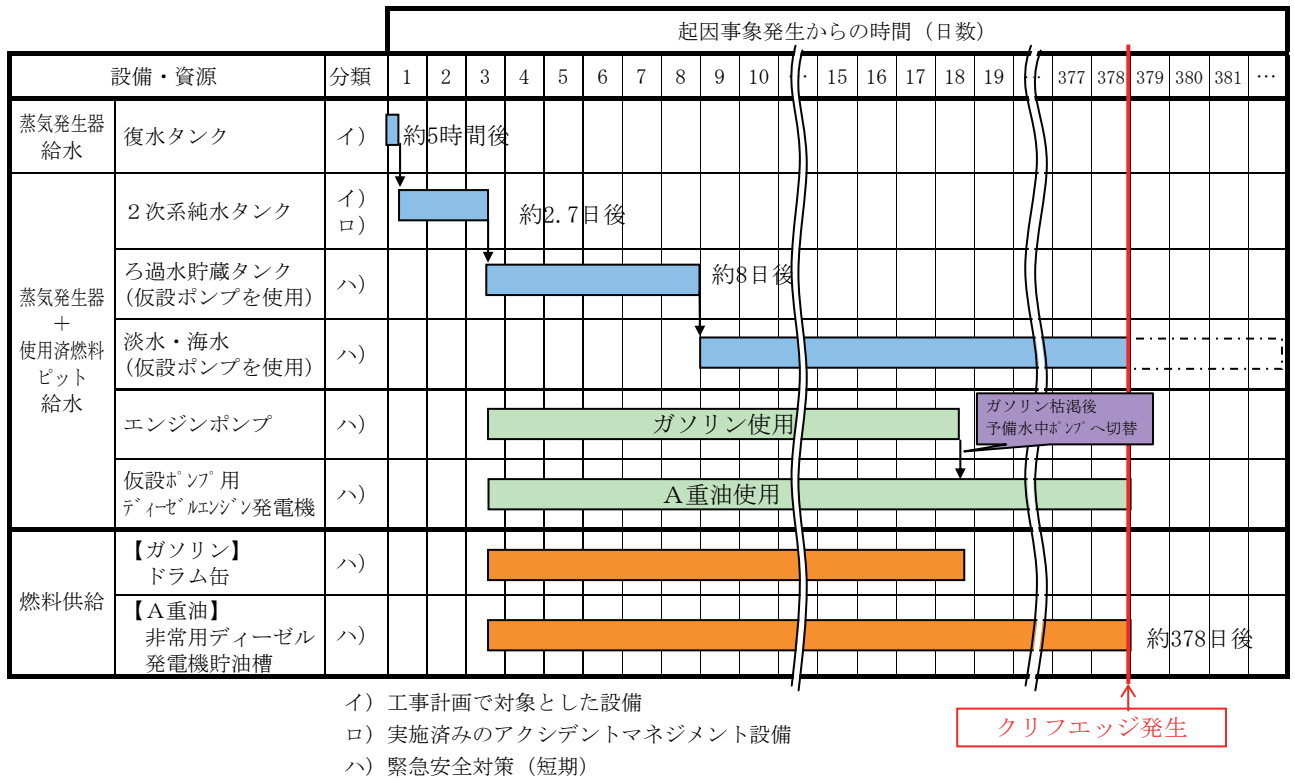 起因事象発生からの時間（日数）
設備・資源 分類 1 2 3 4 5 6 7 8 9 10 … 15 16 17 18 19 … 377 378 379 380 381 …
蒸気発生器
給水
復水タンク
イ）
約5時間後
蒸気発生器
＋
使用済燃料
ピット
給水
２次系純水タンク
イ）
ロ）
約2.7日後
ろ過水貯蔵タンク
(仮設ポンプを使用)
ハ）
約8日後
淡水・海水
(仮設ポンプを使用)
ハ）
エンジンポンプ
ハ）
ガソリン使用
ガソリン枯渇後
予備水中ﾎﾟﾝﾌﾟへ切替
仮設ﾎﾟﾝﾌﾟ用
ﾃﾞｨｰｾﾞﾙｴﾝｼﾞﾝ発電機
ハ）
Ａ重油使用
燃料供給
【ガソリン】
ドラム缶
ハ）
【Ａ重油】
非常用ディーゼル
発電機貯油槽
ハ）
約378日後
イ）工事計画で対象とした設備
ロ）実施済みのアクシデントマネジメント設備
ハ）緊急安全対策（短期）
クリフエッジ発生